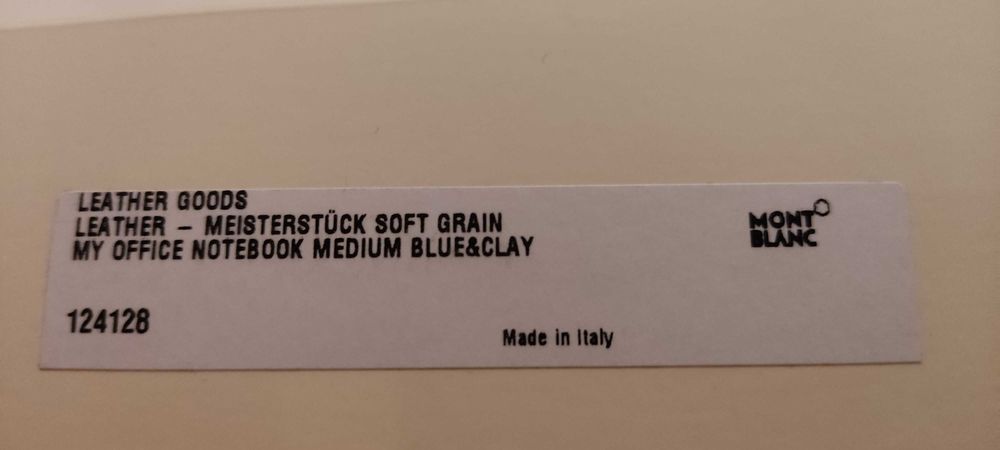 LEATHER GOODS
LEATHER – MEISTERSTÜCK SOFT GRAIN
MY OFFICE NOTEBOOK MEDIUM BLUE&CLAY
MONT
BLANC
124128
Made in Italy